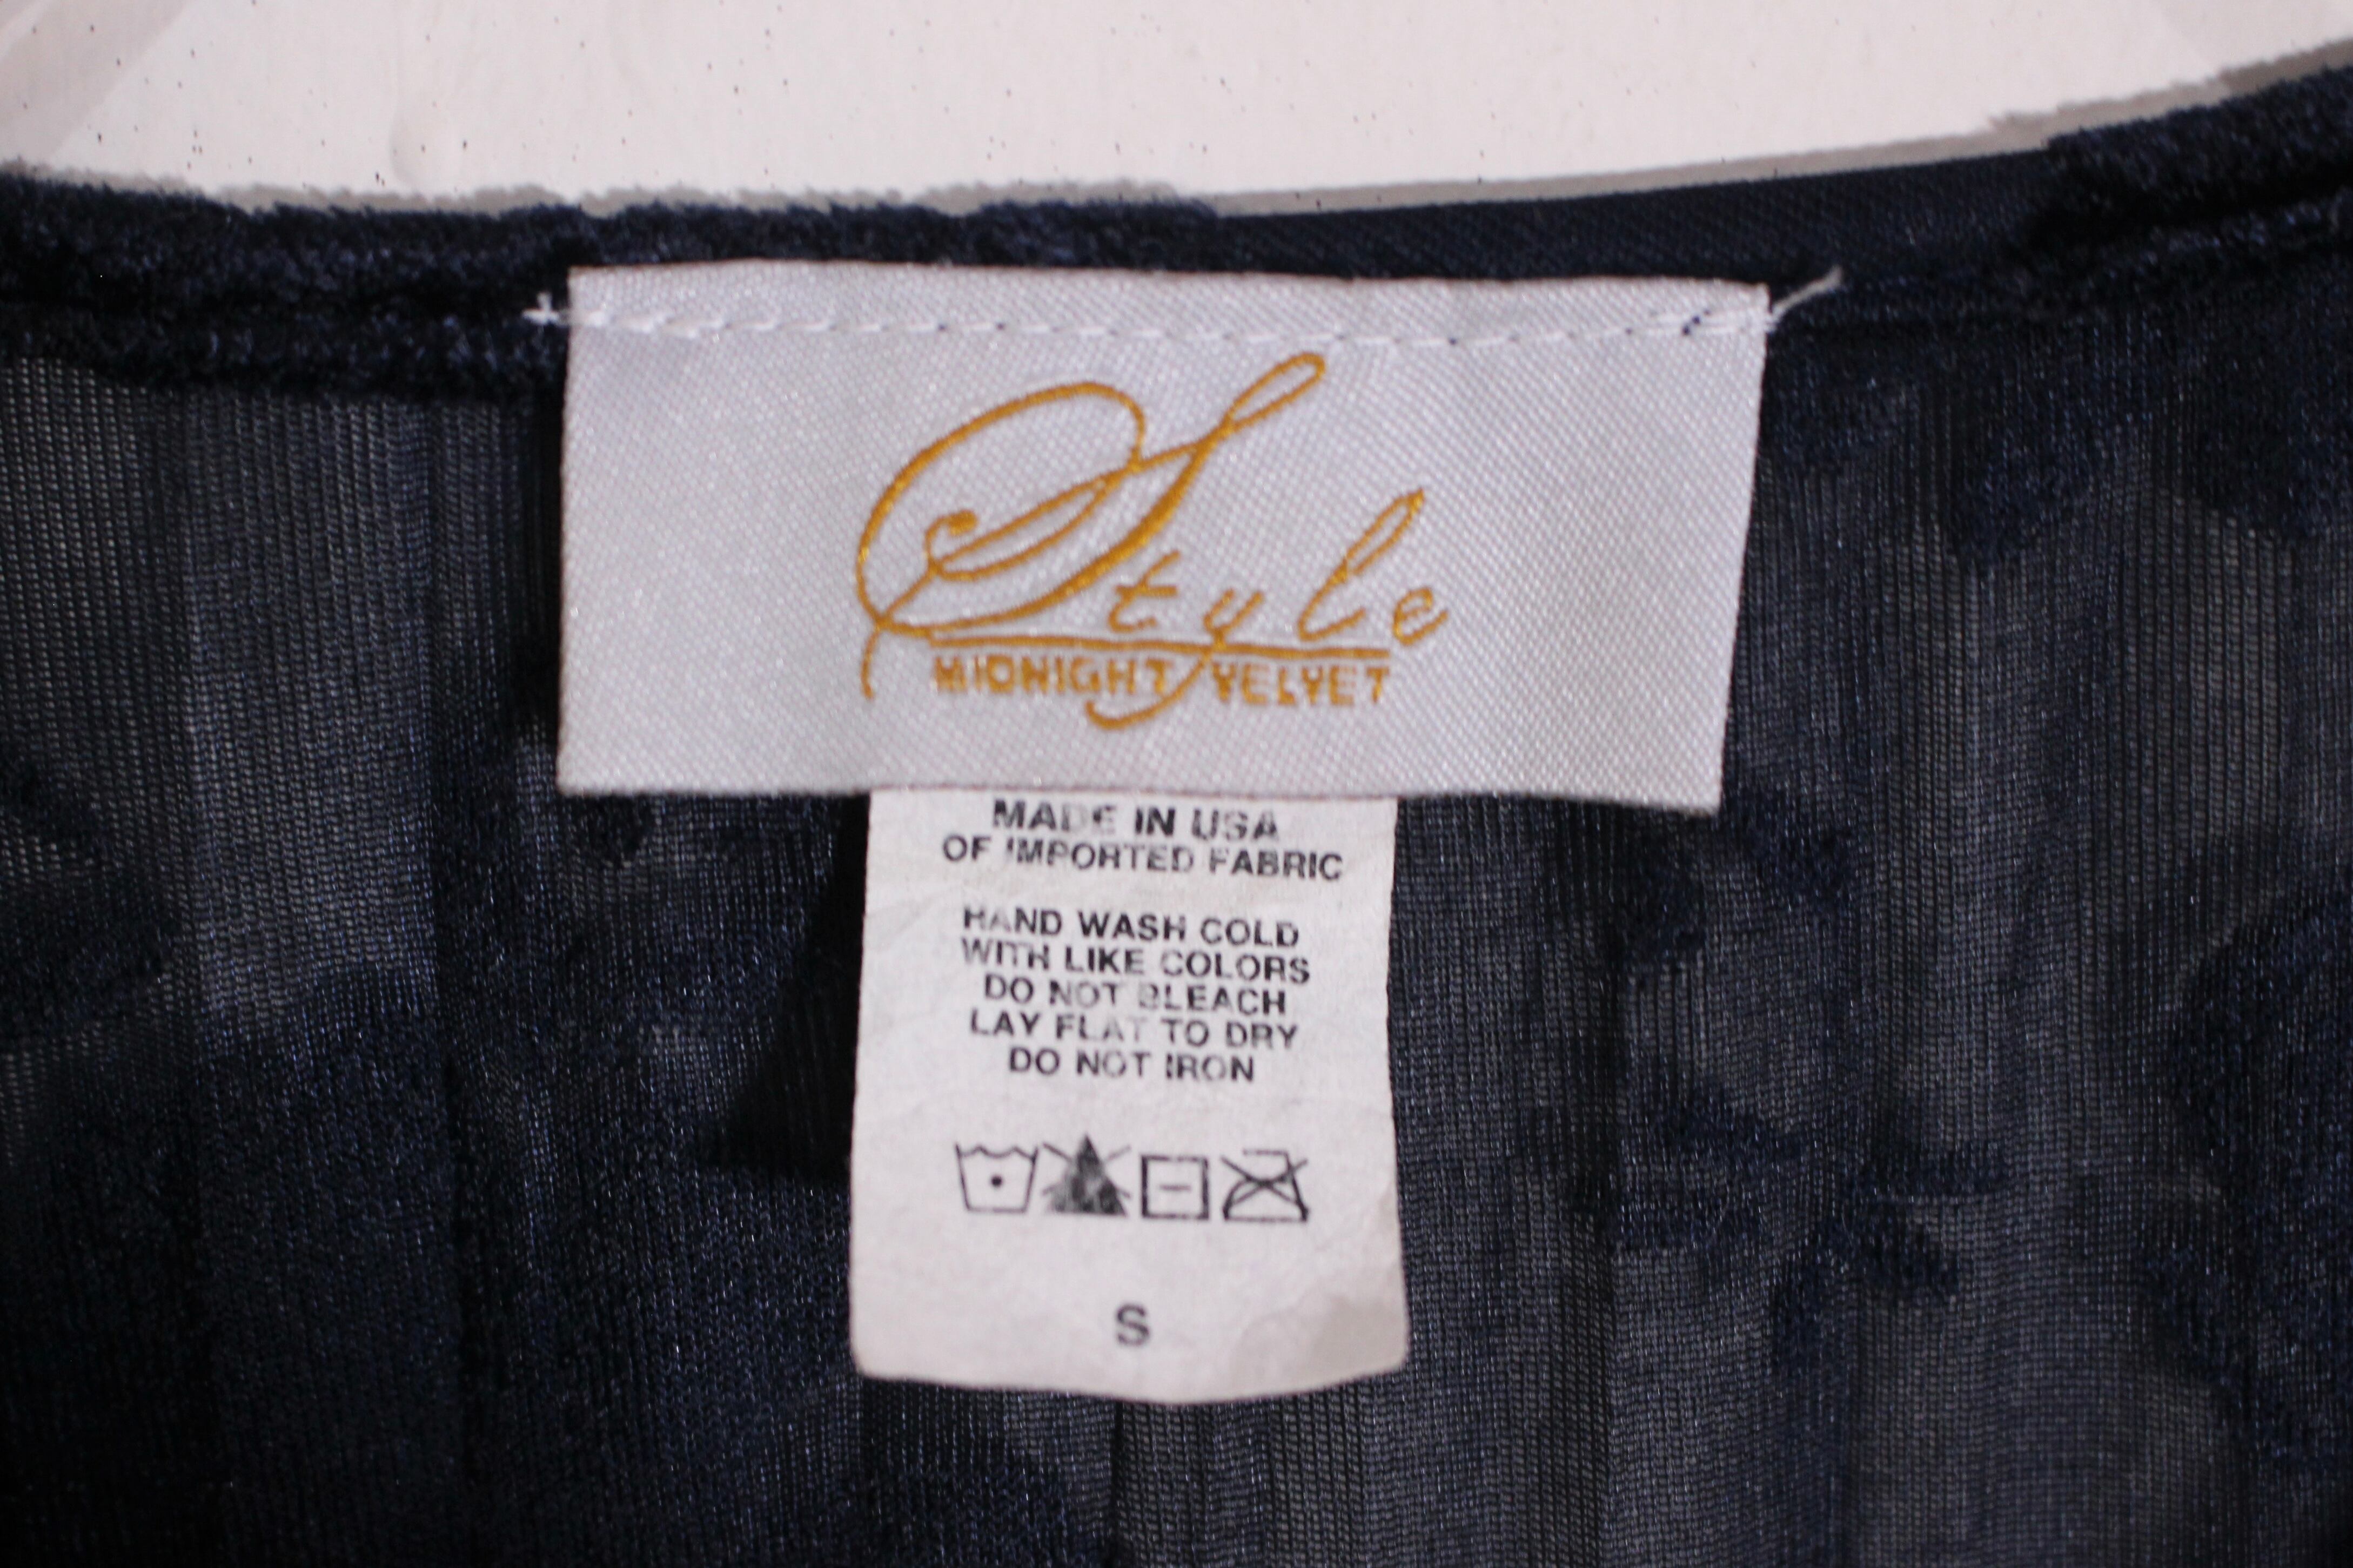 Style
MIDNIGHT VELVET
MADE IN USA
OF IMPORTED FABRIC
HAND WASH COLD
WITH LIKE COLORS
DO NOT BLEACH
LAY FLAT TO DRY
DO NOT IRON
S